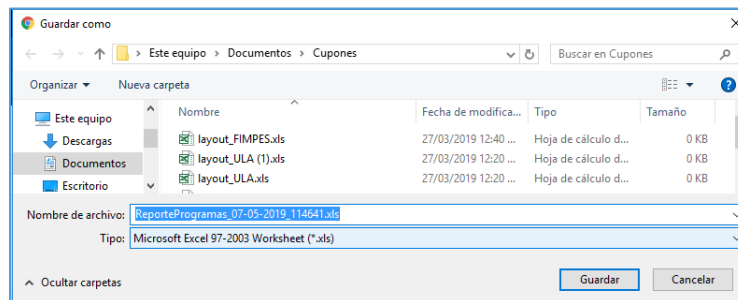 Guardar como
Este equipo > Documentos > Cupones
Buscar en Cupones
Organizar
Nueva carpeta
Nombre Fecha de modifica... Tipo Tamaño
Este equipo
Descargas
Documentos
Escritorio
layout_FIMPES.xls 27/03/2019 12:40 ... Hoja de cálculo d... 0 KB
layout_ULA (1).xls 27/03/2019 12:20 ... Hoja de cálculo d... 0 KB
layout_ULA.xls 27/03/2019 12:20 ... Hoja de cálculo d... 0 KB
Nombre de archivo: ReporteProgramas_07-05-2019_114641.xls
Tipo: Microsoft Excel 97-2003 Worksheet (*.xls)
Ocultar carpetas
Guardar
Cancelar